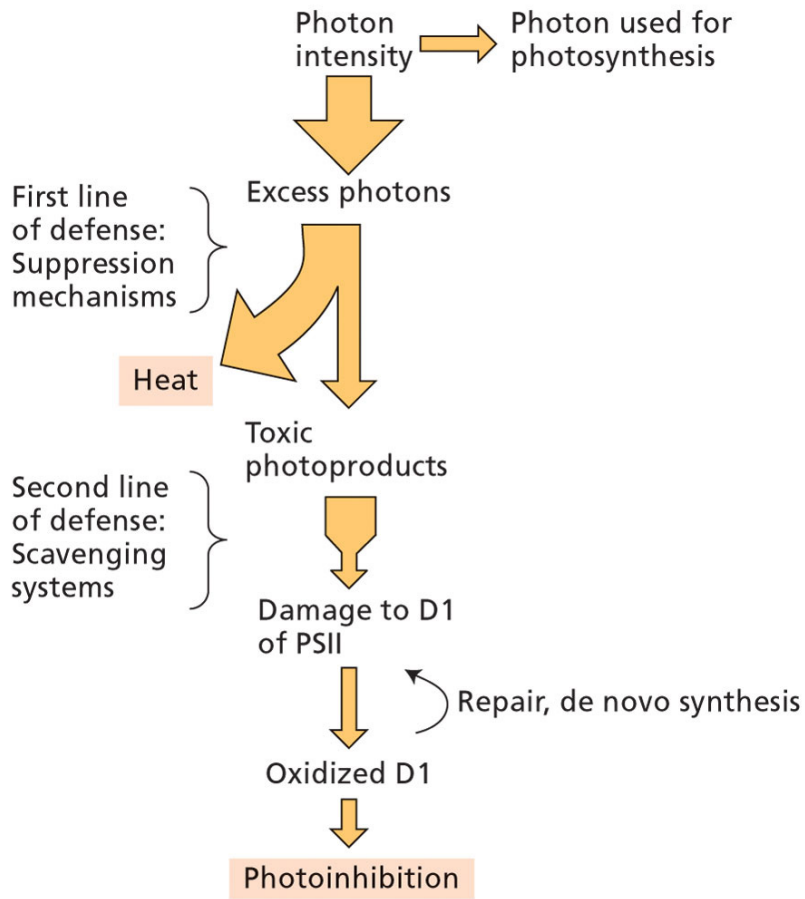 Photon
intensity
Photon used for
photosynthesis
Excess photons
First line
of defense:
Suppression
mechanisms
Heat
Toxic
photoproducts
Second line
of defense:
Scavenging
systems
Damage to D1
of PSII
Repair, de novo synthesis
Oxidized D1
Photoinhibition